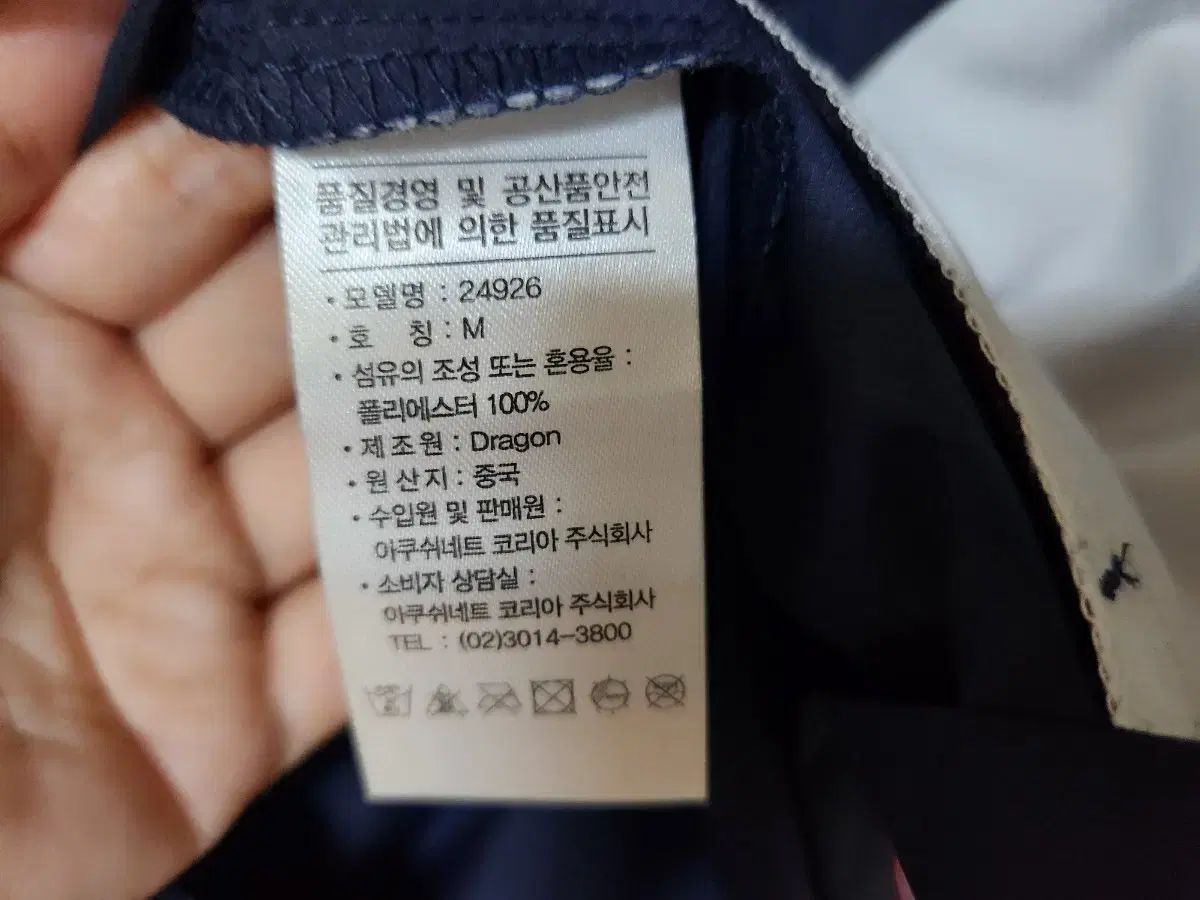 품질경영 및 공산품안전
관리법에 의한 품질표시
· 모델명 : 24926
· 호 칭 : M
· 섬유의 조성 또는 혼용율 :
폴리에스터 100%
· 제조원 : Dragon
· 원산지 : 중국
· 수입원 및 판매원 :
아쿠쉬네트 코리아 주식회사
· 소비자 상담실 :
아쿠쉬네트 코리아 주식회사
TEL : (02)3014-3800